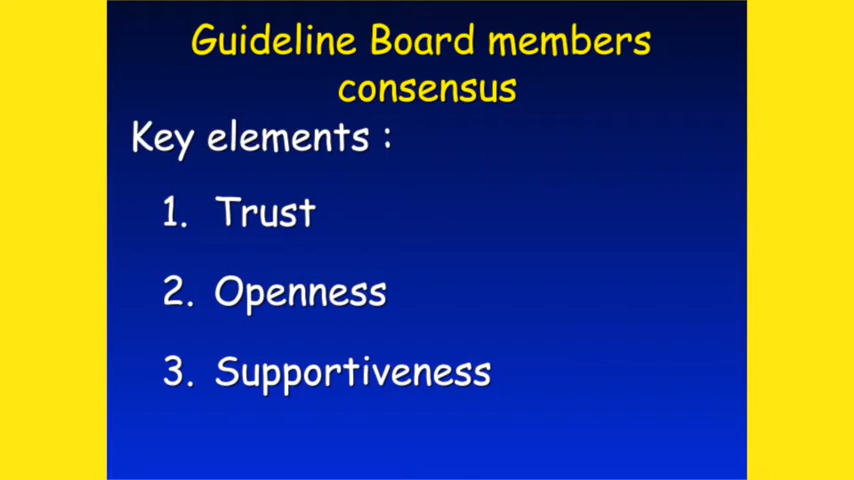 Guideline Board members
consensus
Key elements :
1. Trust
2. Openness
3. Supportiveness